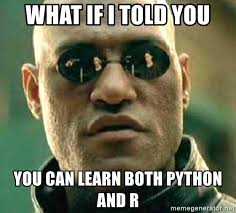 WHAT IF I TOLD YOU
YOU CAN LEARN BOTH PYTHON
AND R
memegenerator.net